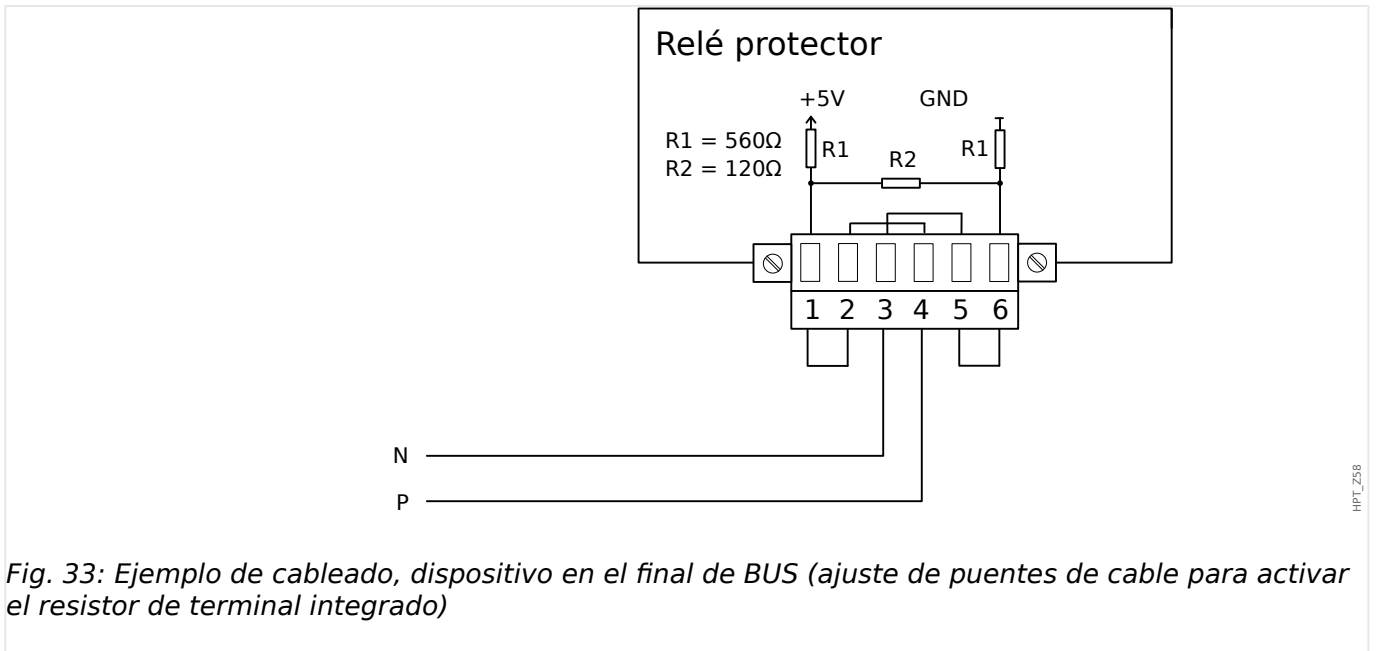 Relé protector
+5V GND
R1 = 560Ω
R2 = 120Ω
R1 R2 R1
1 2 3 4 5 6
N
P
HPT_Z58
Fig. 33: Ejemplo de cableado, dispositivo en el final de BUS (ajuste de puentes de cable para activar
el resistor de terminal integrado)